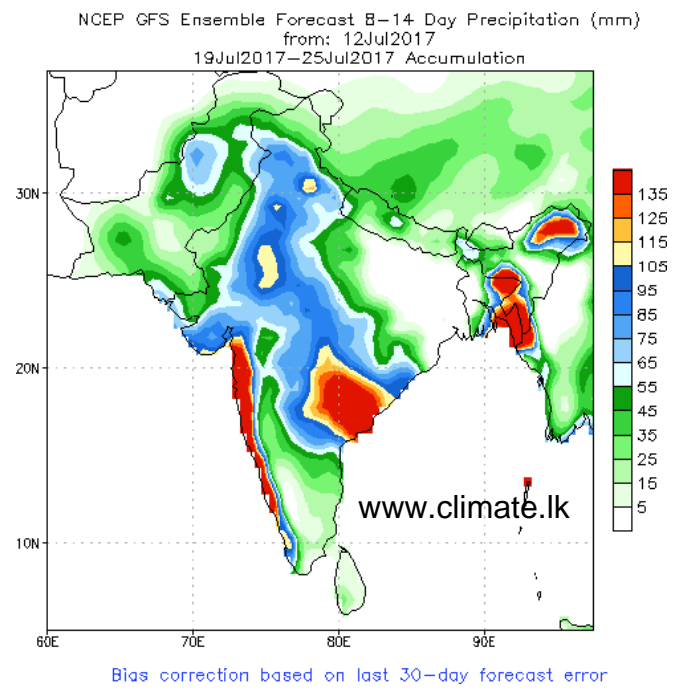 NCEP GFS Ensemble Forecast 8–14 Day Precipitation (mm)
from: 12Jul2017
19Jul2017–25Jul2017 Accumulation
30N
20N
10N
60E
70E
80E
90E
135
125
115
105
95
85
75
65
55
45
35
25
15
5
www.climate.lk
Bias correction based on last 30–day forecast error